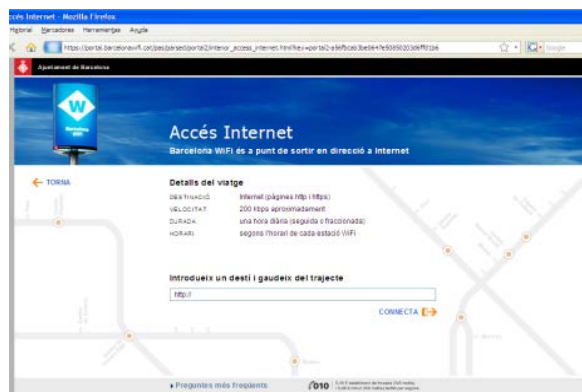 Accés Internet - Mozilla Firefox
Historial Marcadores Herramientas Ayuda
Google
Ajuntament de Barcelona
W
Barcelona
WiFi
Accés Internet
Barcelona WiFi és a punt de sortir en direcció a Internet
TORNA
Detalls del viatge
DESTINACIÓ Internet (pàgines http i https)
VELOCITAT 200 kbps aproximadament
DURADA una hora diària (seguida o fraccionada)
HORARI segons l'horari de cada estació WiFi
Introdueix un destí i gaudeix del trajecte
http://
CONNECTA
Preguntes més freqüents
010